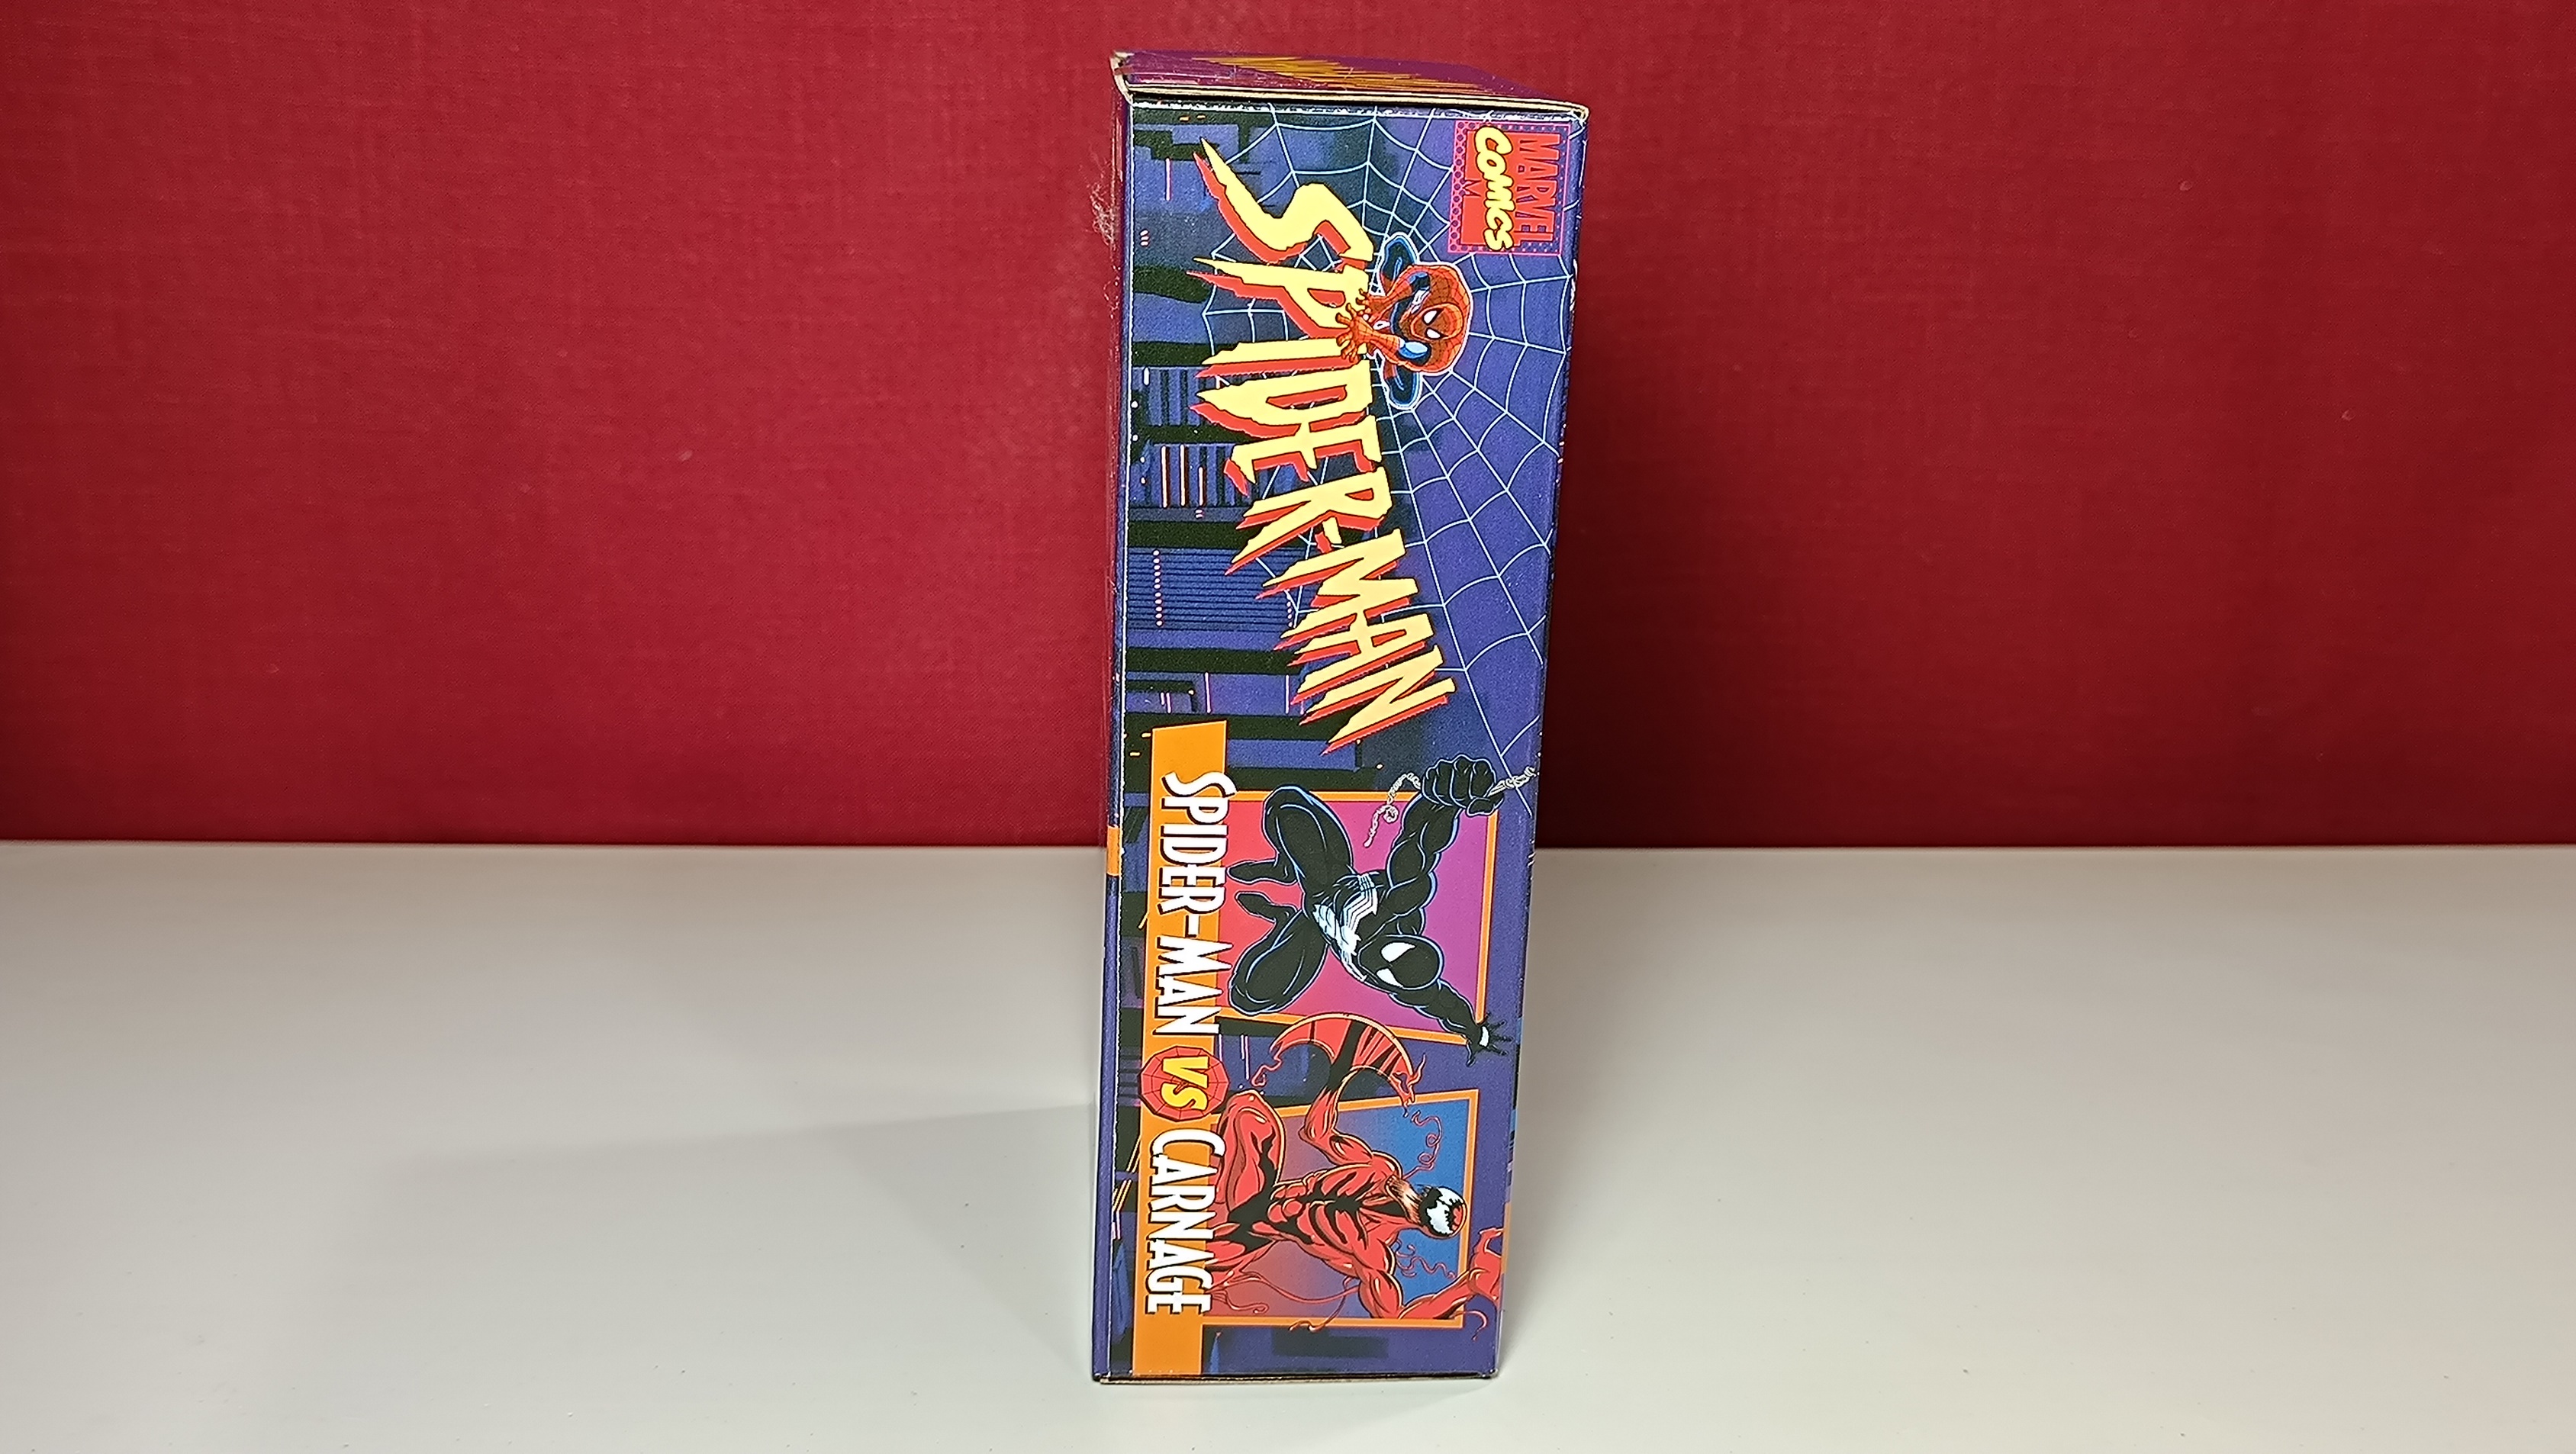 MARVEL
COMICS
SPIDER-MAN
SPIDER-MAN VS CARNAGE